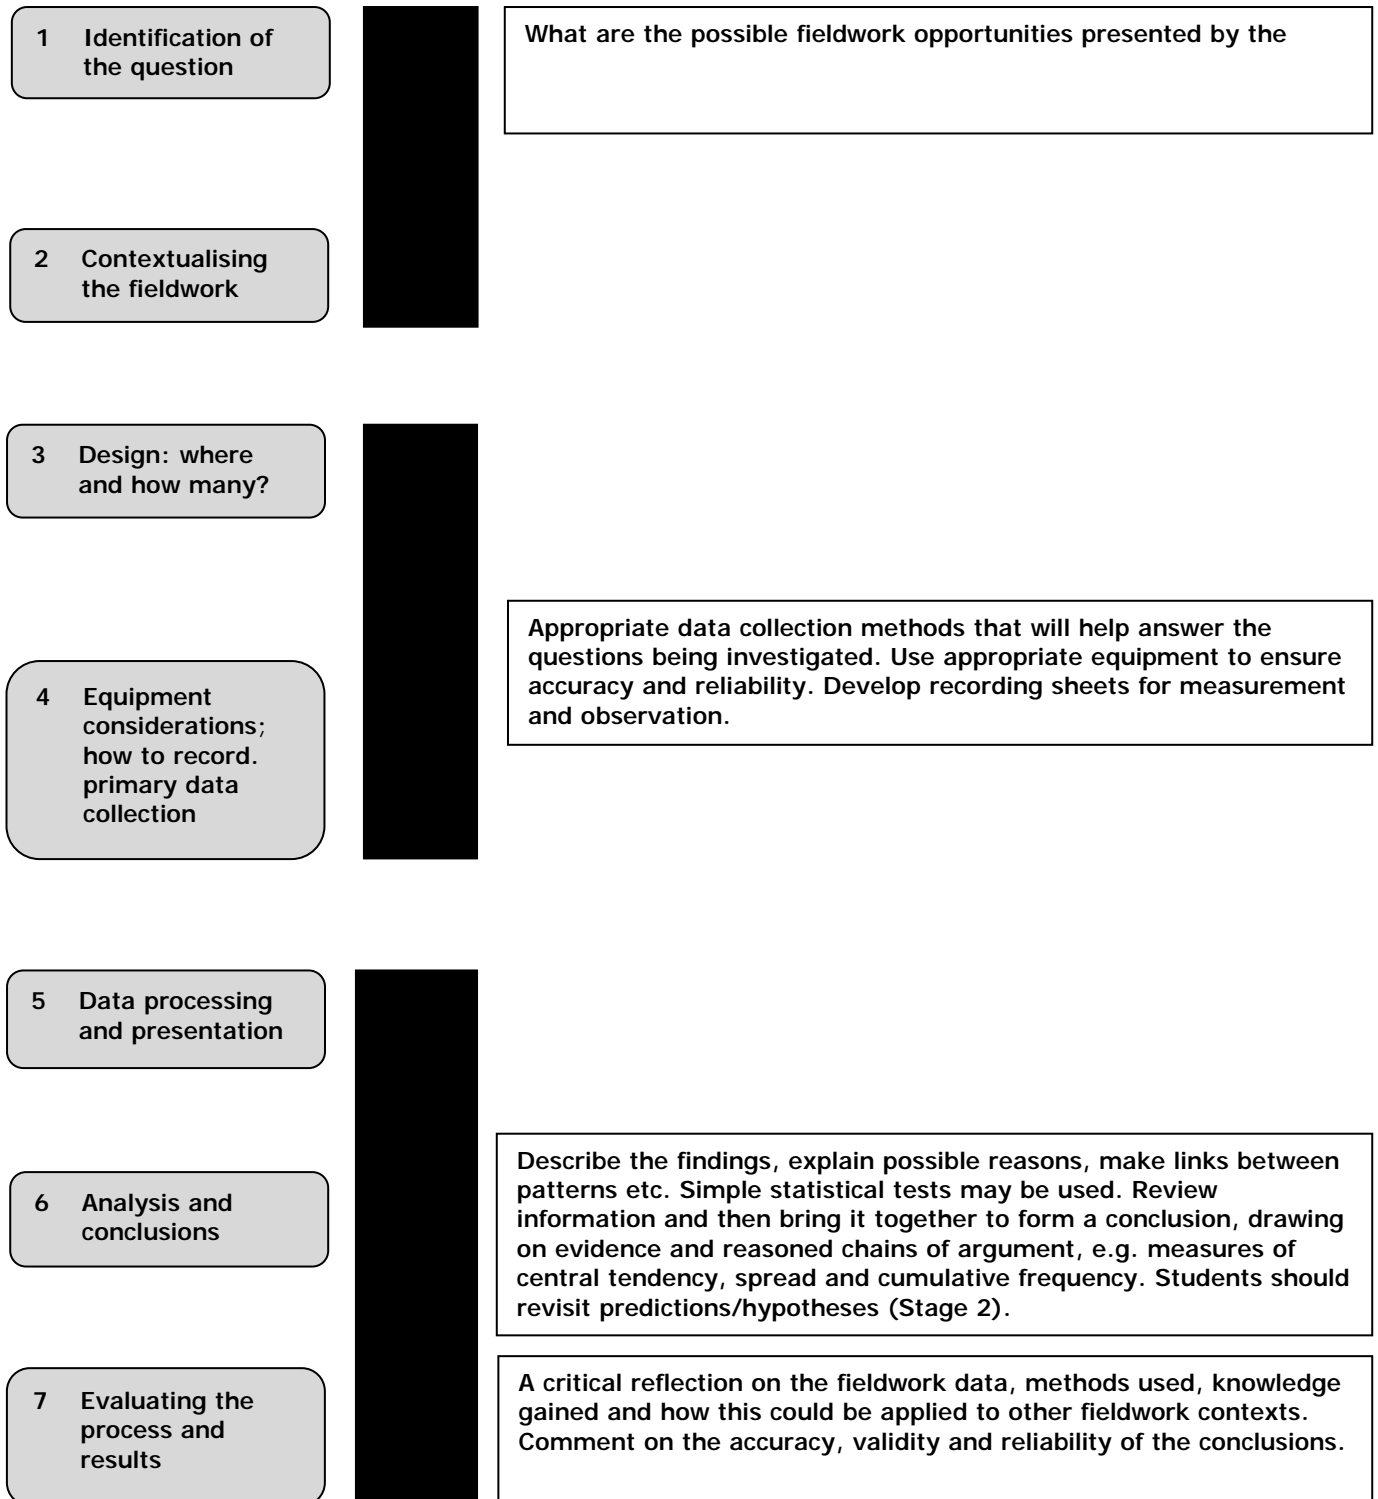 1 Identification of
the question
What are the possible fieldwork opportunities presented by the
2 Contextualising
the fieldwork
3 Design: where
and how many?
4 Equipment
considerations;
how to record.
primary data
collection
Appropriate data collection methods that will help answer the
questions being investigated. Use appropriate equipment to ensure
accuracy and reliability. Develop recording sheets for measurement
and observation.
5 Data processing
and presentation
6 Analysis and
conclusions
Describe the findings, explain possible reasons, make links between
patterns etc. Simple statistical tests may be used. Review
information and then bring it together to form a conclusion, drawing
on evidence and reasoned chains of argument, e.g. measures of
central tendency, spread and cumulative frequency. Students should
revisit predictions/hypotheses (Stage 2).
7 Evaluating the
process and
results
A critical reflection on the fieldwork data, methods used, knowledge
gained and how this could be applied to other fieldwork contexts.
Comment on the accuracy, validity and reliability of the conclusions.